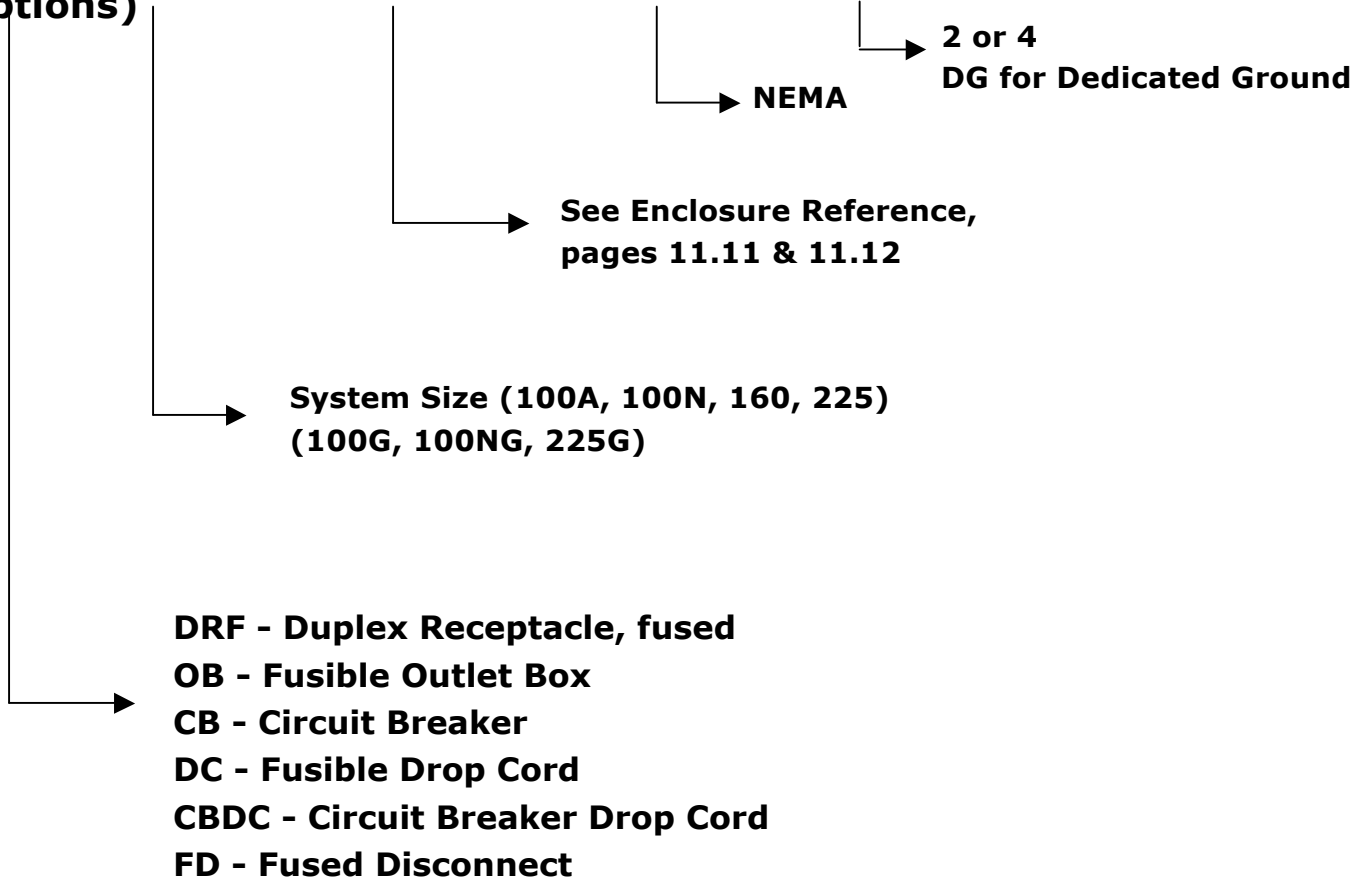 ptions)
2 or 4
DG for Dedicated Ground
NEMA
See Enclosure Reference,
pages 11.11 & 11.12
System Size (100A, 100N, 160, 225)
(100G, 100NG, 225G)
DRF - Duplex Receptacle, fused
OB - Fusible Outlet Box
CB - Circuit Breaker
DC - Fusible Drop Cord
CBDC - Circuit Breaker Drop Cord
FD - Fused Disconnect